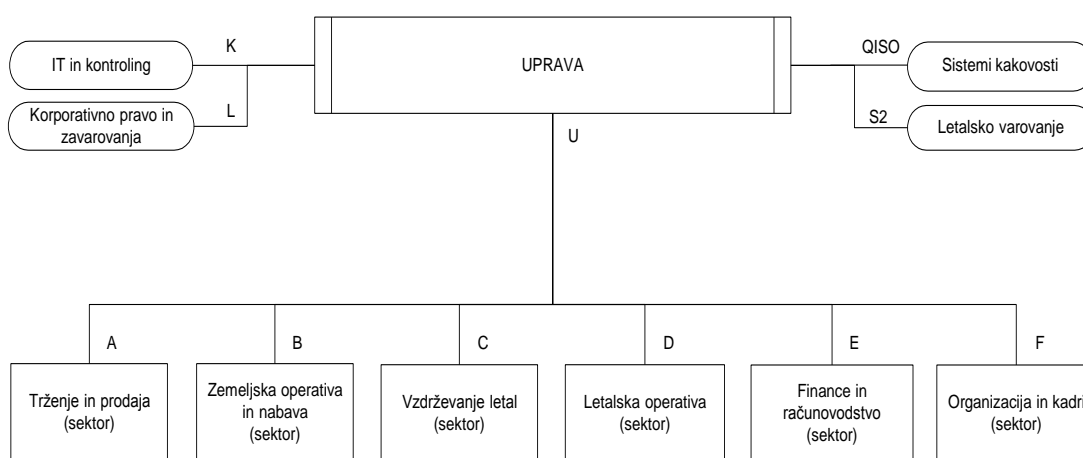 K
UPRAVA
QISO
IT in kontroling
Sistemi kakovosti
L
Korporativno pravo in
zavarovanja
S2
Letalsko varovanje
U
A
B
C
D
E
F
Trženje in prodaja
(sektor)
Zemeljska operativa
in nabava
(sektor)
Vzdrževanje letal
(sektor)
Letalska operativa
(sektor)
Finance in
računovodstvo
(sektor)
Organizacija in kadri
(sektor)